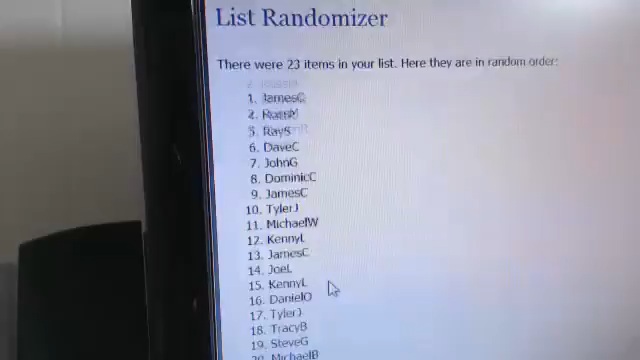 List Randomizer
There were 23 items in your list. Here they are in random order:
1. JamesC
2.
5. RayS
6. DaveC
7. JohnG
8. DominicC
9. JamesC
10. TylerJ
11. MichaelW
12. KennyL
13. JamesC
14. JoeL
15. KennyL
16. DanielO
17. TylerJ
18. TracyB
19. SteveG
20. MichaelB